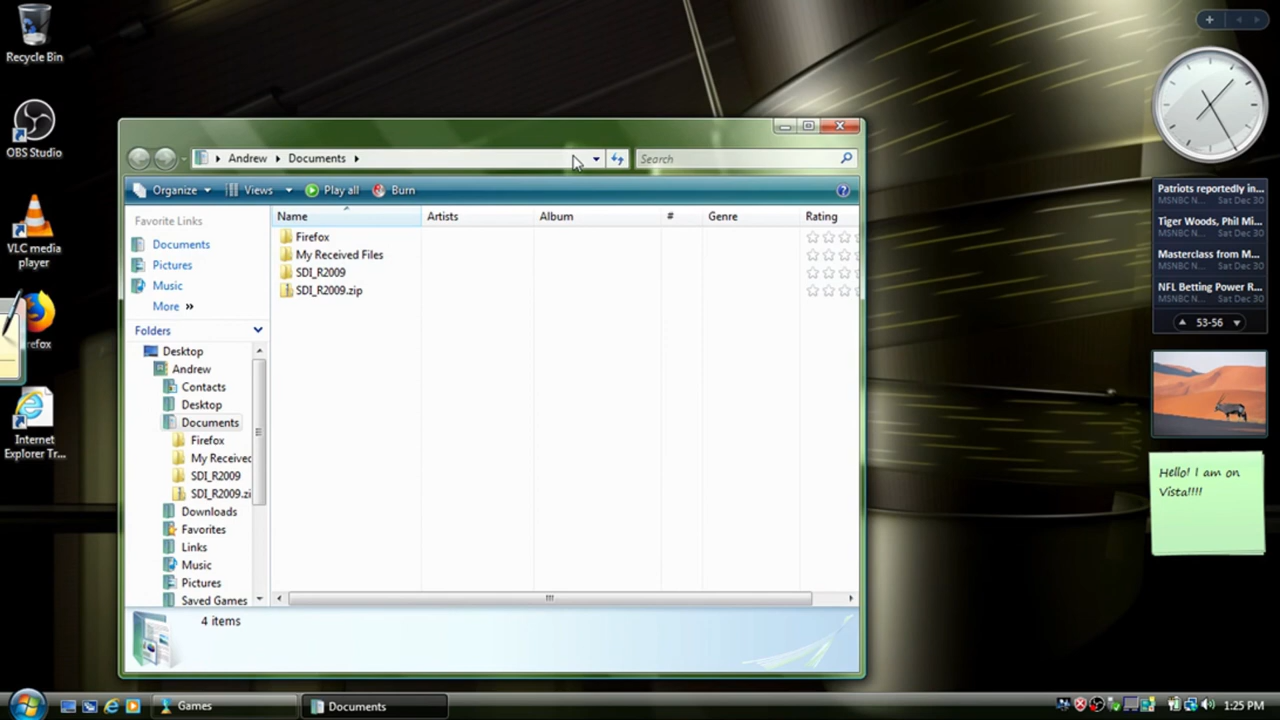 Recycle Bin
OBS Studio
VLC media
player
refox
Internet
Explorer Tr...
Andrew
Documents
Search
Organize
Views
Play all
Burn
Favorite Links
Documents
Pictures
Music
More »
Folders
Desktop
Andrew
Contacts
Desktop
Documents
Firefox
My Received
SDI_R2009
SDI_R2009.zi
Downloads
Favorites
Links
Music
Pictures
Saved Games
Name Artists Album # Genre Rating
Firefox
My Received Files
SDI_R2009
SDI_R2009.zip
4 items
Patriots reportedly in...
MSNBC N... Sat Dec 30
Tiger Woods, Phil Mi...
MSNBC N... Sat Dec 30
Masterclass from M...
MSNBC N... Sat Dec 30
NFL Betting Power R...
MSNBC N... Sat Dec 30
53-56
Hello! I am on
Vista!!!!
Games
Documents
1:25 PM